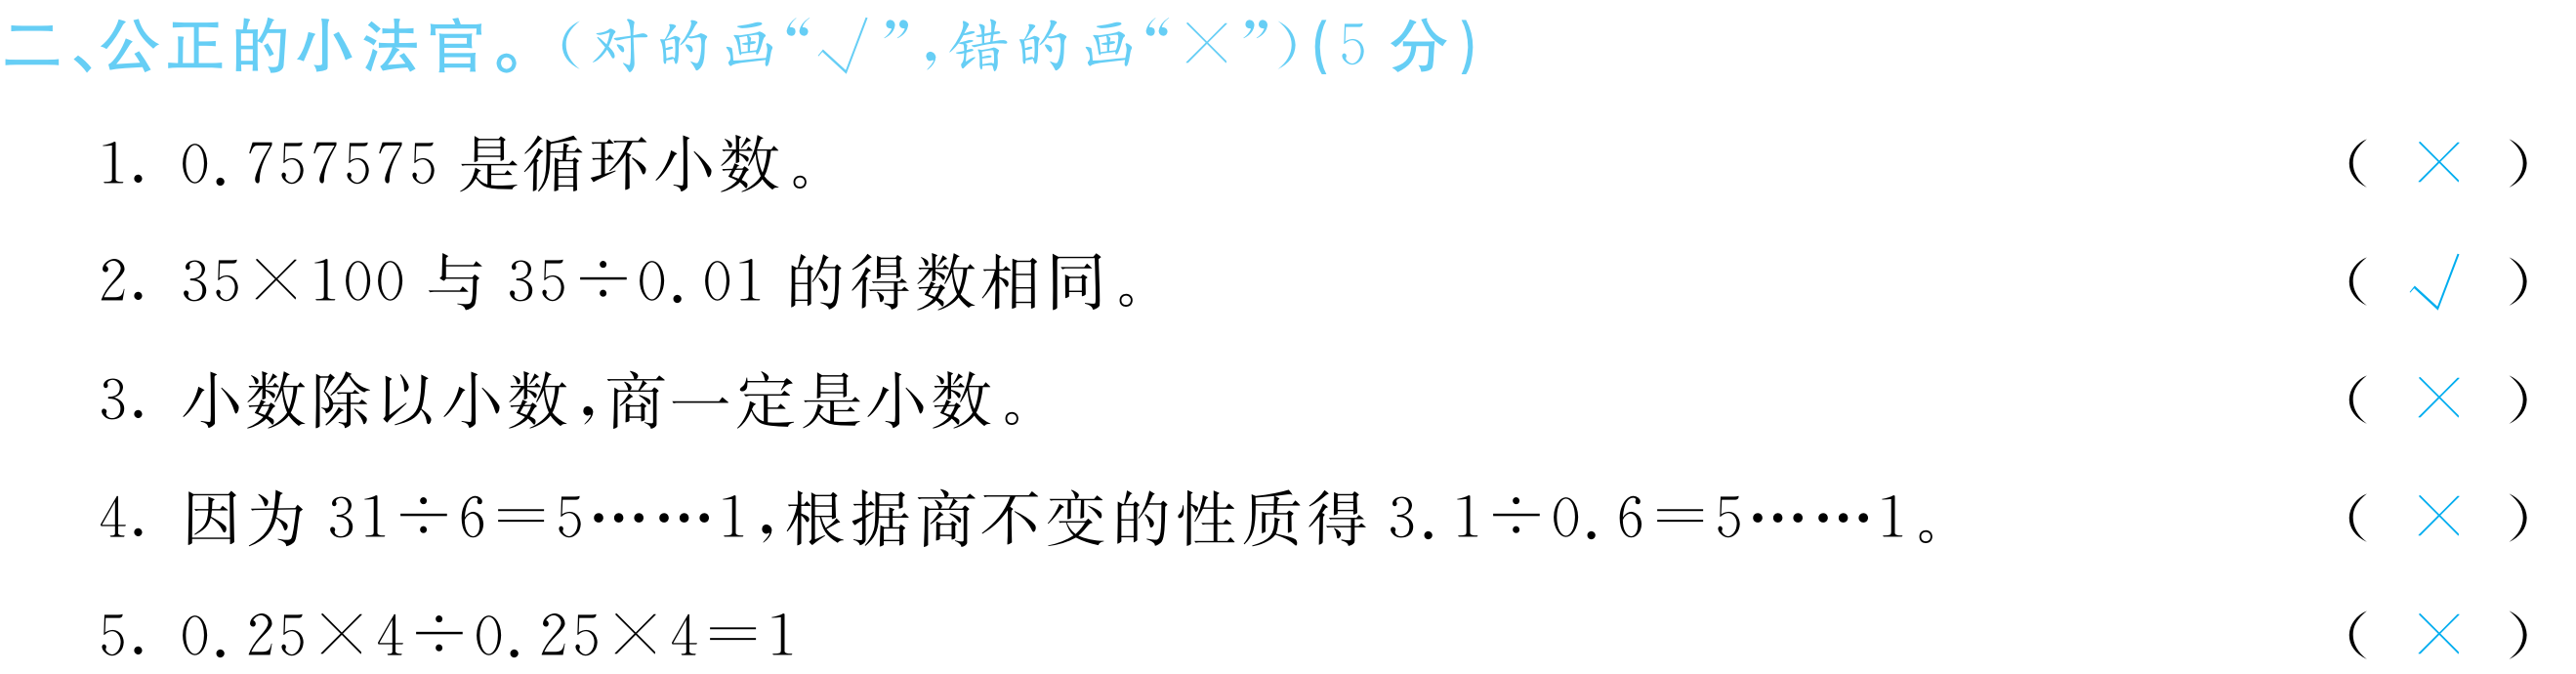 二、公正的小法官。(对的画“√”,错的画“×”)(5 分)
1. 0.757575 是循环小数。 ( × )
2. 35×100 与 35÷0.01 的得数相同。 ( √ )
3. 小数除以小数,商一定是小数。 ( × )
4. 因为 31÷6=5……1,根据商不变的性质得 3.1÷0.6=5……1。 ( × )
5. 0.25×4÷0.25×4=1 ( × )